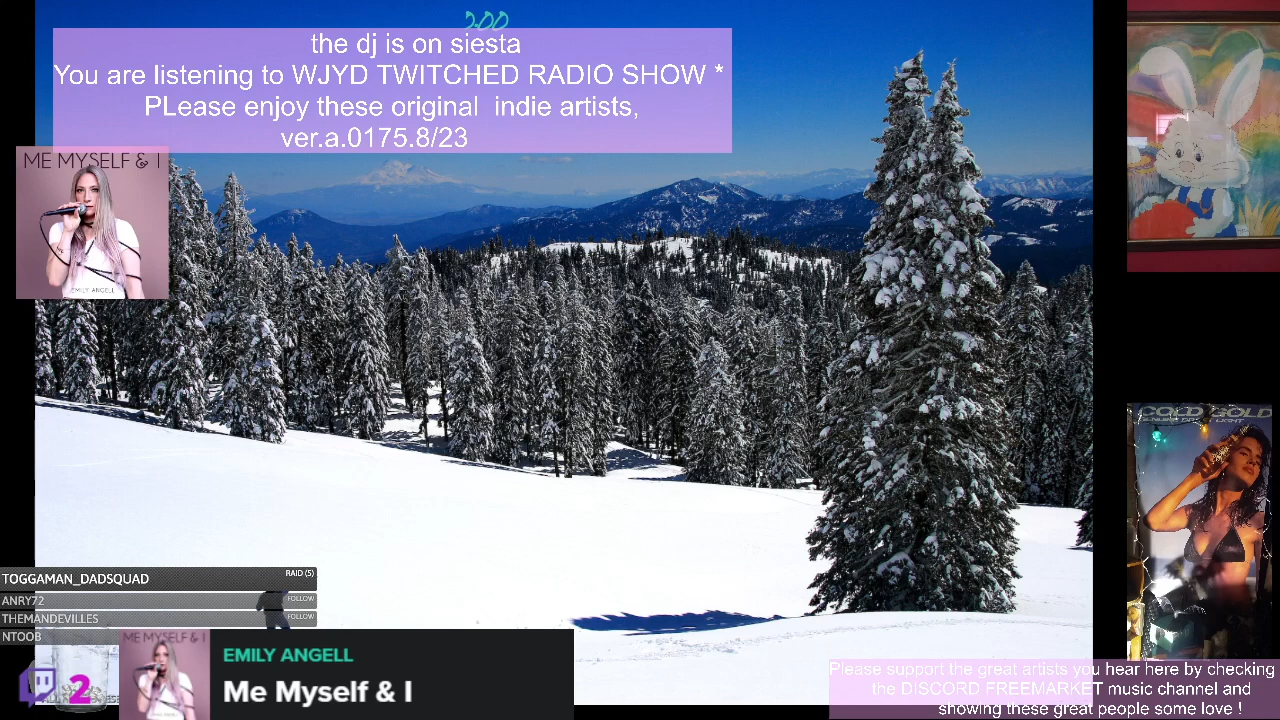 2:00
the dj is on siesta
You are listening to WJYD TWITCHED RADIO SHOW *
PLease enjoy these original indie artists,
ver.a.0175.8/23
ME MYSELF & I
EMILY ANGELL
COLD GOLD
TOGGAMAN_DADSQUAD RAID (5)
ANRY72 FOLLOW
THEMANDEVILLES FOLLOW
NTOOB
ME MYSELF & I
EMILY ANGELL
Me Myself & I
2
Please support the great artists you hear here by checking
the DISCORD FREEMARKET music channel and
showing these great people some love !